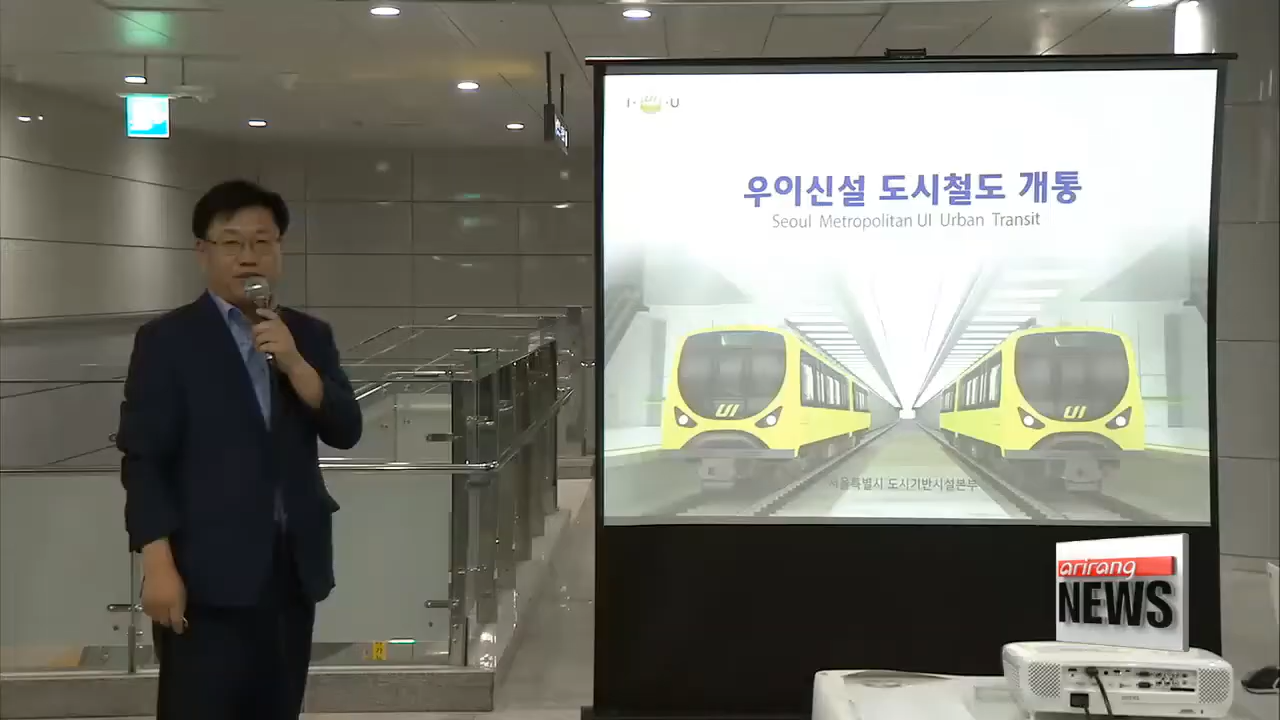 I · UI · U
우이신설 도시철도 개통
Seoul Metropolitan UI Urban Transit
UI
UI
서울특별시 도시기반시설본부
arirang
NEWS